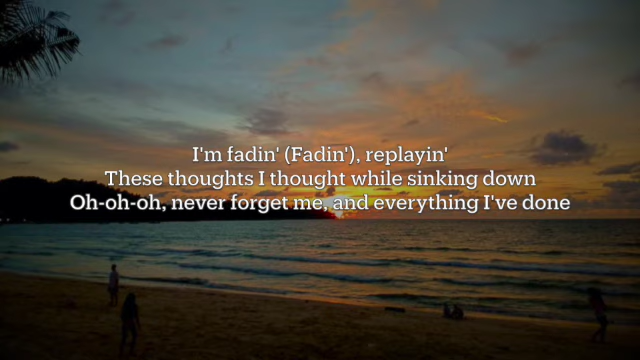 I'm fadin' (Fadin'), replayin'
These thoughts I thought while sinking down
Oh-oh-oh, never forget me, and everything I've done